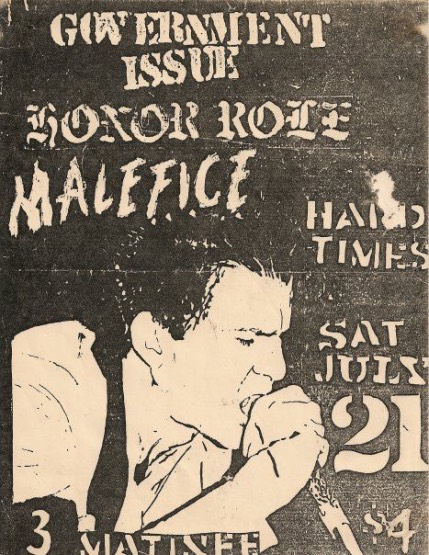 GOVERNMENT
ISSUE
HONOR ROLE
MALEFICE
HARD
TIMES
SAT
JULY
21
3 MATINEE $4